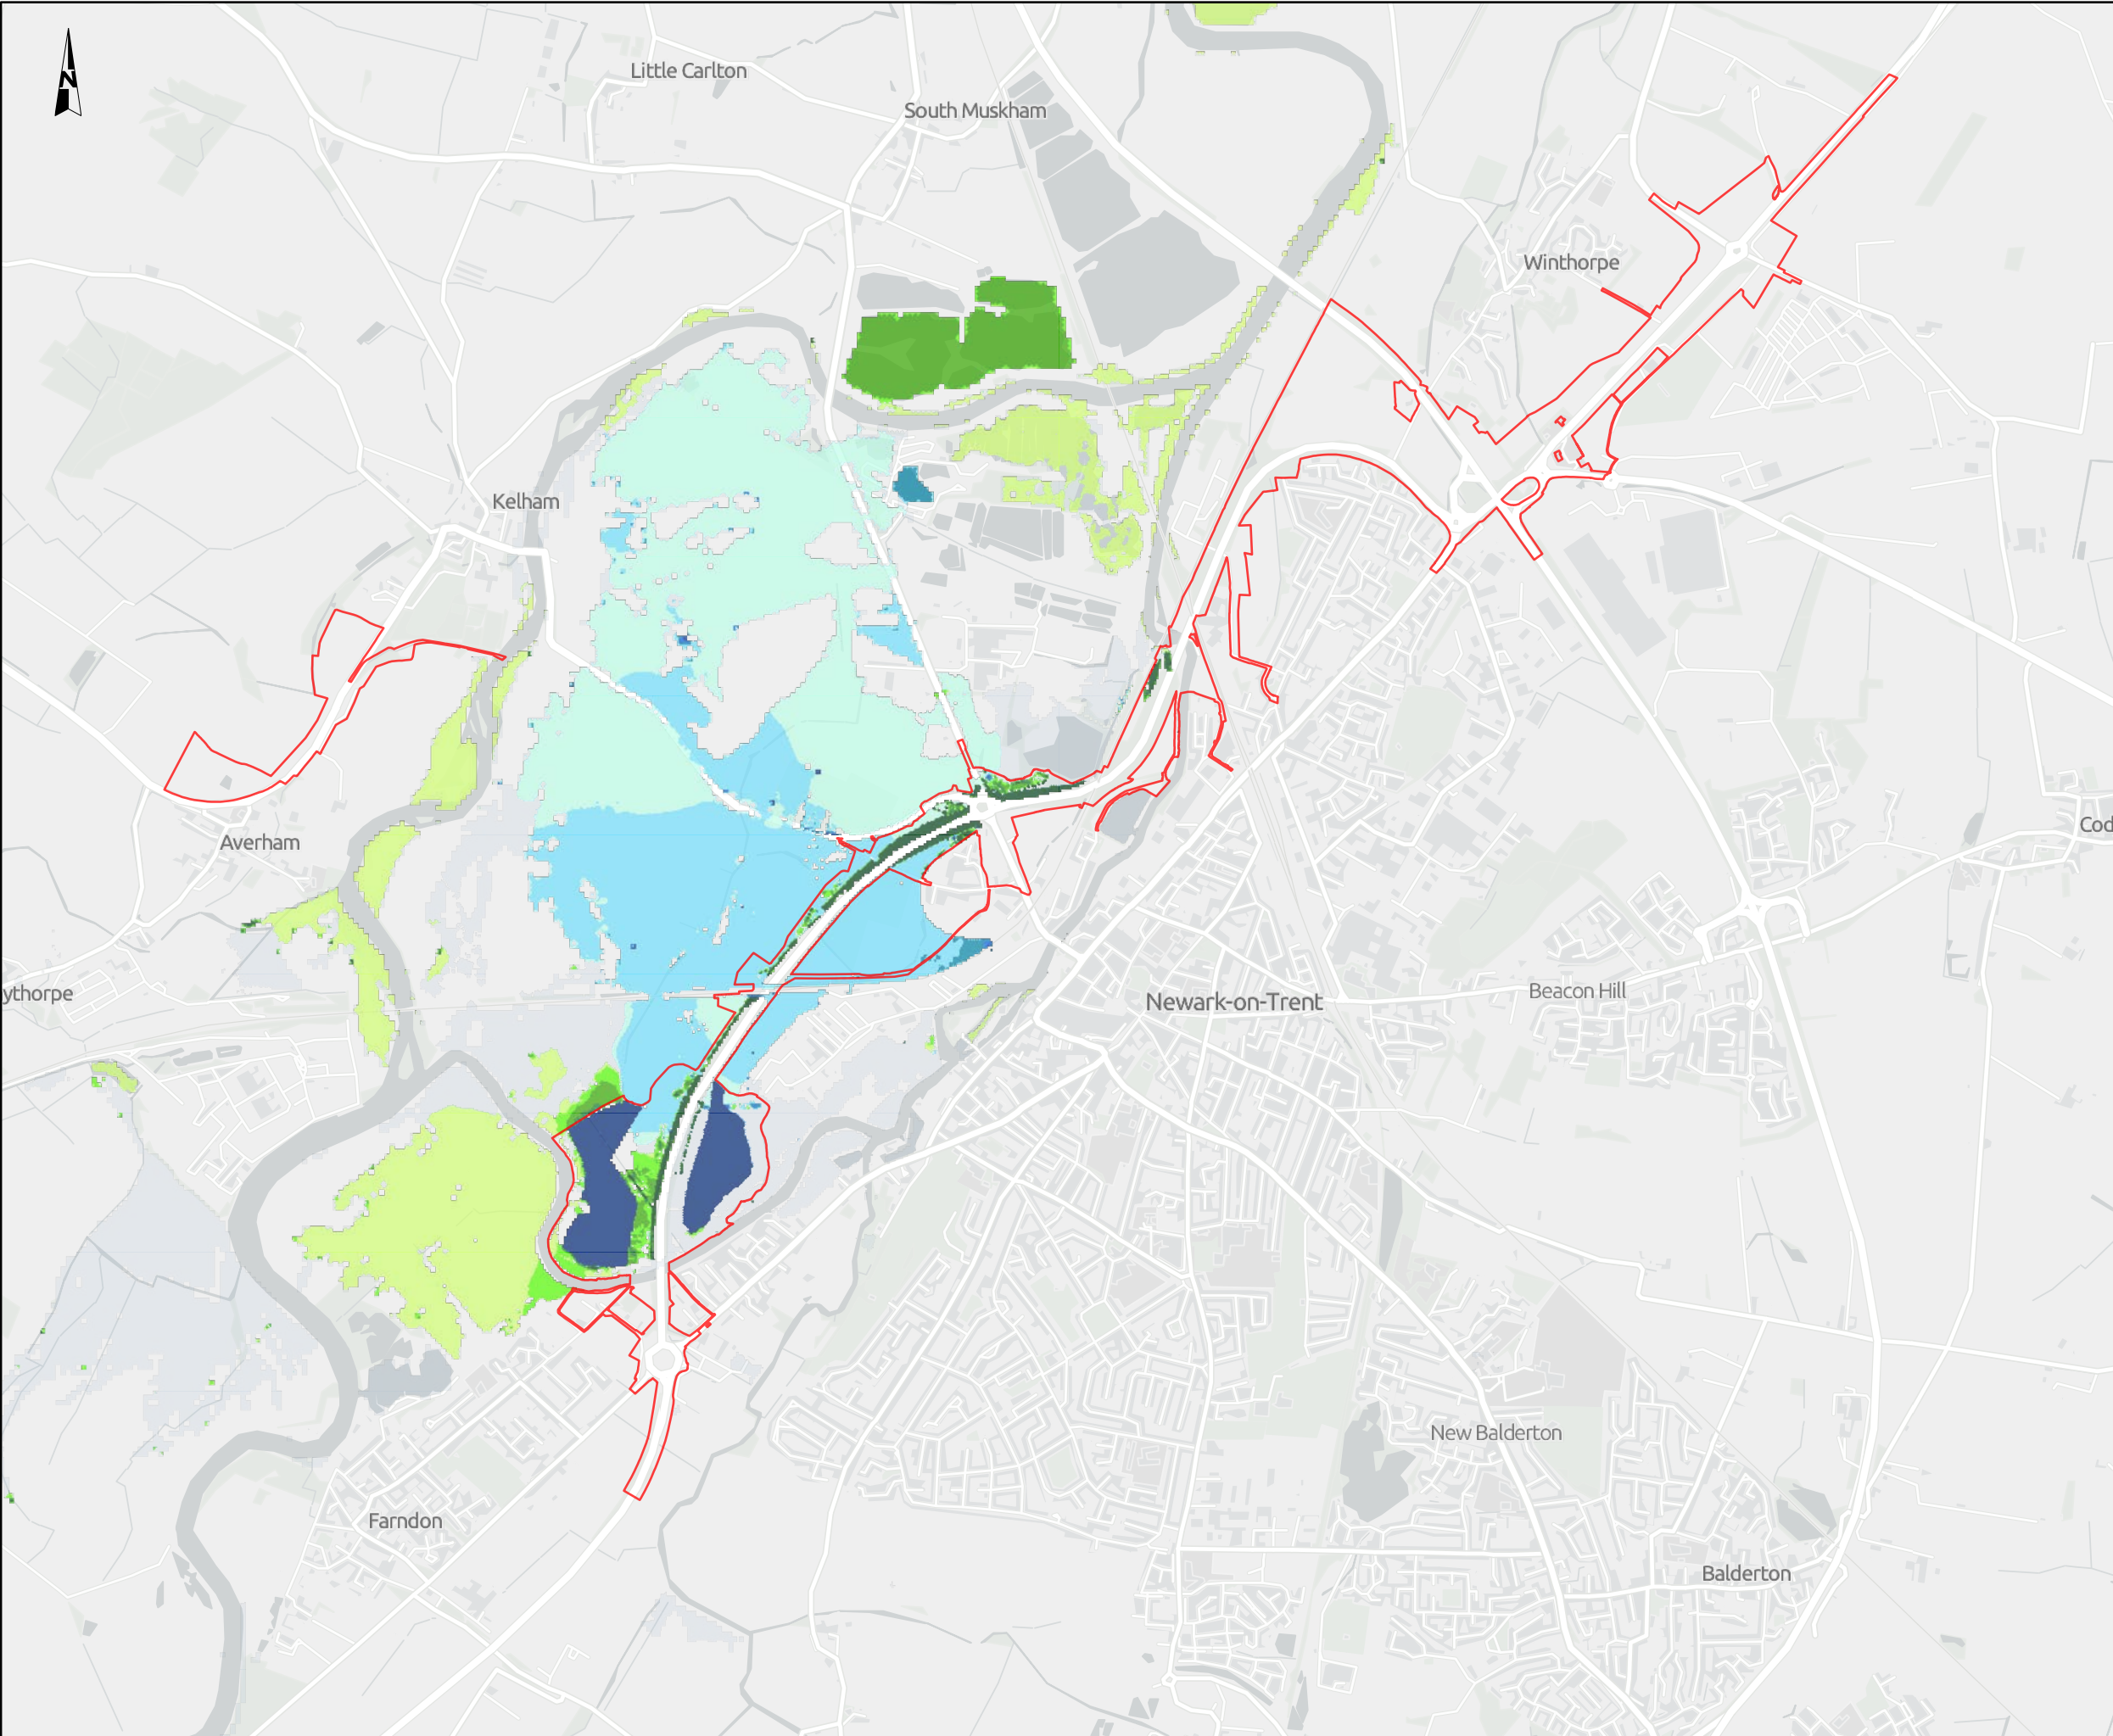 N
Little Carlton
South Muskham
Winthorpe
Kelham
Averham
Cod
ythorpe
Newark-on-Trent
Beacon Hill
New Balderton
Farndon
Balderton